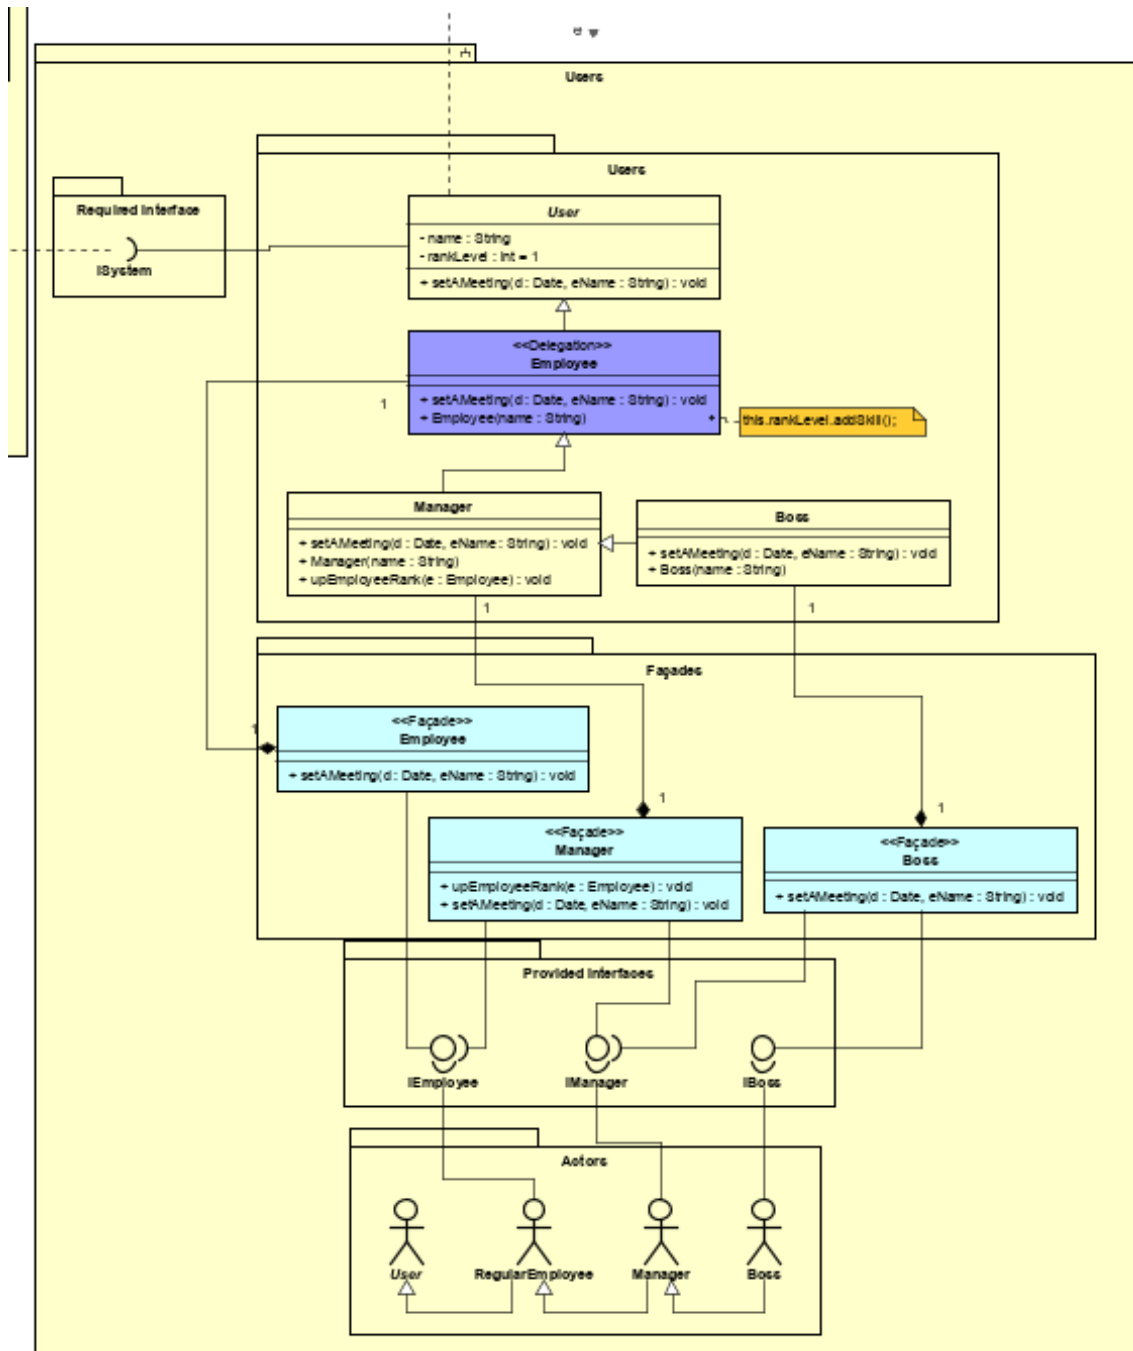 Users
Users
Required Interface
ISystem
User
- name : String
- rankLevel : int = 1
+ setAMeeting(d : Date, eName : String) : void
<<Delegation>>
Employee
+ setAMeeting(d : Date, eName : String) : void
+ Employee(name : String)
this.rankLevel.addSkill();
1
Manager
+ setAMeeting(d : Date, eName : String) : void
+ Manager(name : String)
+ upEmployeeRank(e : Employee) : void
Boss
+ setAMeeting(d : Date, eName : String) : void
+ Boss(name : String)
1
1
Façades
1
<<Façade>>
Employee
+ setAMeeting(d : Date, eName : String) : void
1
<<Façade>>
Manager
+ upEmployeeRank(e : Employee) : void
+ setAMeeting(d : Date, eName : String) : void
1
<<Façade>>
Boss
+ setAMeeting(d : Date, eName : String) : void
Provided Interfaces
IEmployee
IManager
IBoss
Actors
User
RegularEmployee
Manager
Boss